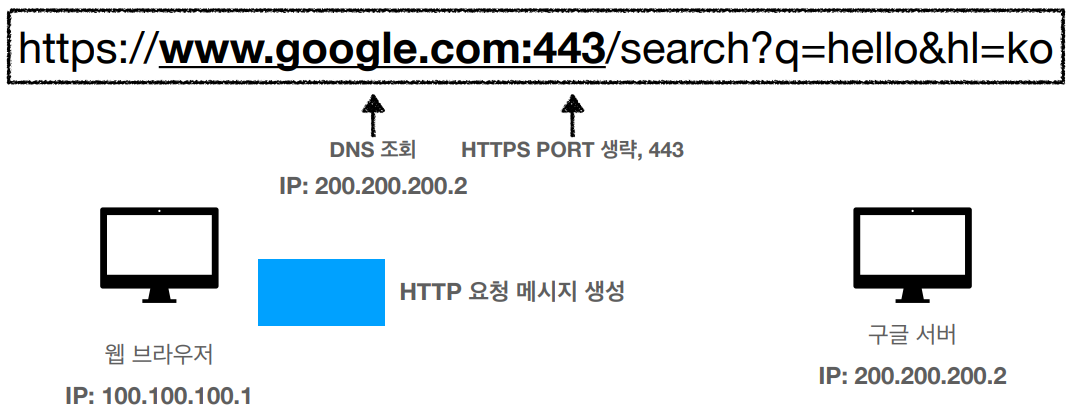 https://www.google.com:443/search?q=hello&hl=ko
DNS 조회
HTTPS PORT 생략, 443
IP: 200.200.200.2
HTTP 요청 메시지 생성
웹 브라우저
IP: 100.100.100.1
구글 서버
IP: 200.200.200.2